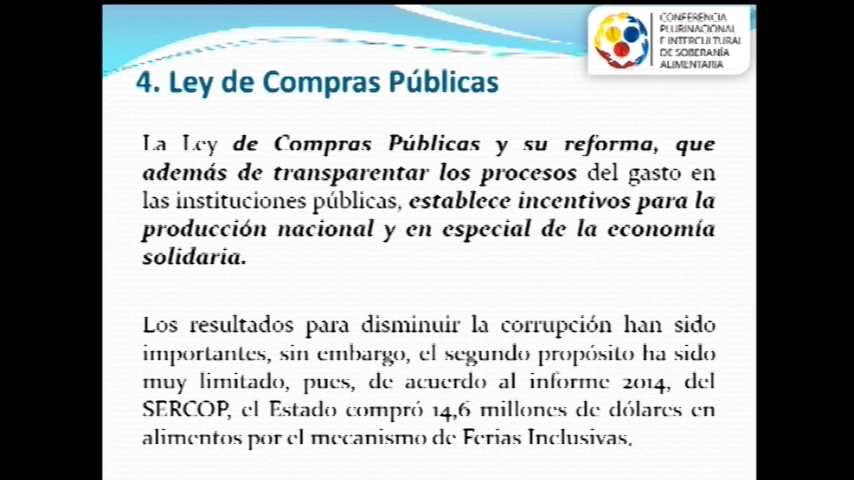 CONFERENCIA
PLURINACIONAL
E INTERCULTURAL
DE SOBERANÍA
ALIMENTARIA
4. Ley de Compras Públicas
La Ley de Compras Públicas y su reforma, que
además de transparentar los procesos del gasto en
las instituciones públicas, establece incentivos para la
producción nacional y en especial de la economía
solidaria.
Los resultados para disminuir la corrupción han sido
importantes, sin embargo, el segundo propósito ha sido
muy limitado, pues, de acuerdo al informe 2014, del
SERCOP, el Estado compró 14,6 millones de dólares en
alimentos por el mecanismo de Ferias Inclusivas.